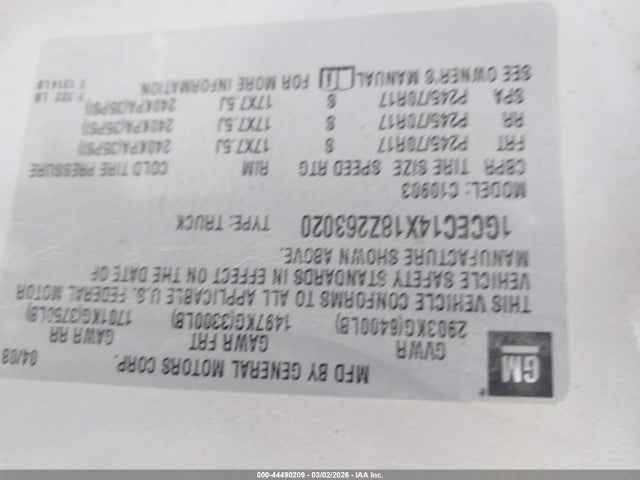 GM
MFD BY GENERAL MOTORS CORP. 04/08
GVWR GAWR FRT GAWR RR
2903KG(6400LB) 1497KG(3300LB) 1701KG(3750LB)
THIS VEHICLE CONFORMS TO ALL APPLICABLE U.S. FEDERAL MOTOR
VEHICLE SAFETY STANDARDS IN EFFECT ON THE DATE OF
MANUFACTURE SHOWN ABOVE.
1GCEC14X18Z263020 TYPE: TRUCK
MODEL: C10903
CBPR TIRE SIZE SPEED RTG RIM COLD TIRE PRESSURE
FRT P245/70R17 S 17X7.5J 240KPA(35PSI)
RR P245/70R17 S 17X7.5J 240KPA(35PSI)
SPA P245/70R17 S 17X7.5J 240KPA(35PSI)
SEE OWNER'S MANUAL FOR MORE INFORMATION.
F 322 LB
T 1314LB
000-44490209 - 03/02/2026 - IAA Inc.